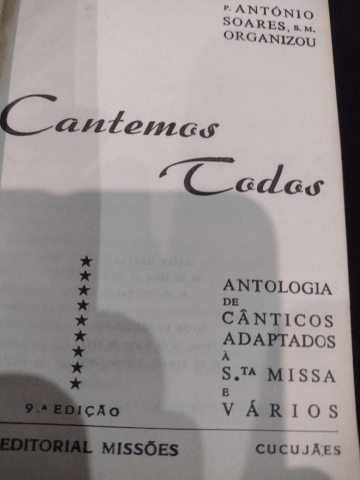 P. ANTÓNIO
SOARES, S. M.
ORGANIZOU
Cantemos
Todos
ANTOLOGIA
DE
CÂNTICOS
ADAPTADOS
À
S.TA MISSA
E
VÁRIOS
9.ª EDIÇÃO
EDITORIAL MISSÕES
CUCUJÃES